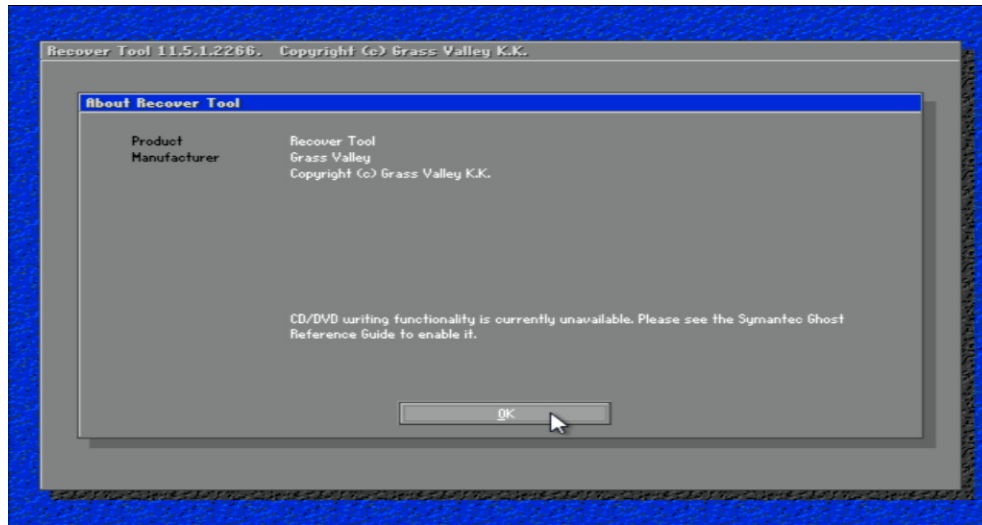 Recover Tool 11.5.1.2266. Copyright (c) Grass Valley K.K.
About Recover Tool
Product Recover Tool
Manufacturer Grass Valley
Copyright (c) Grass Valley K.K.
CD/DVD writing functionality is currently unavailable. Please see the Symantec Ghost
Reference Guide to enable it.
OK